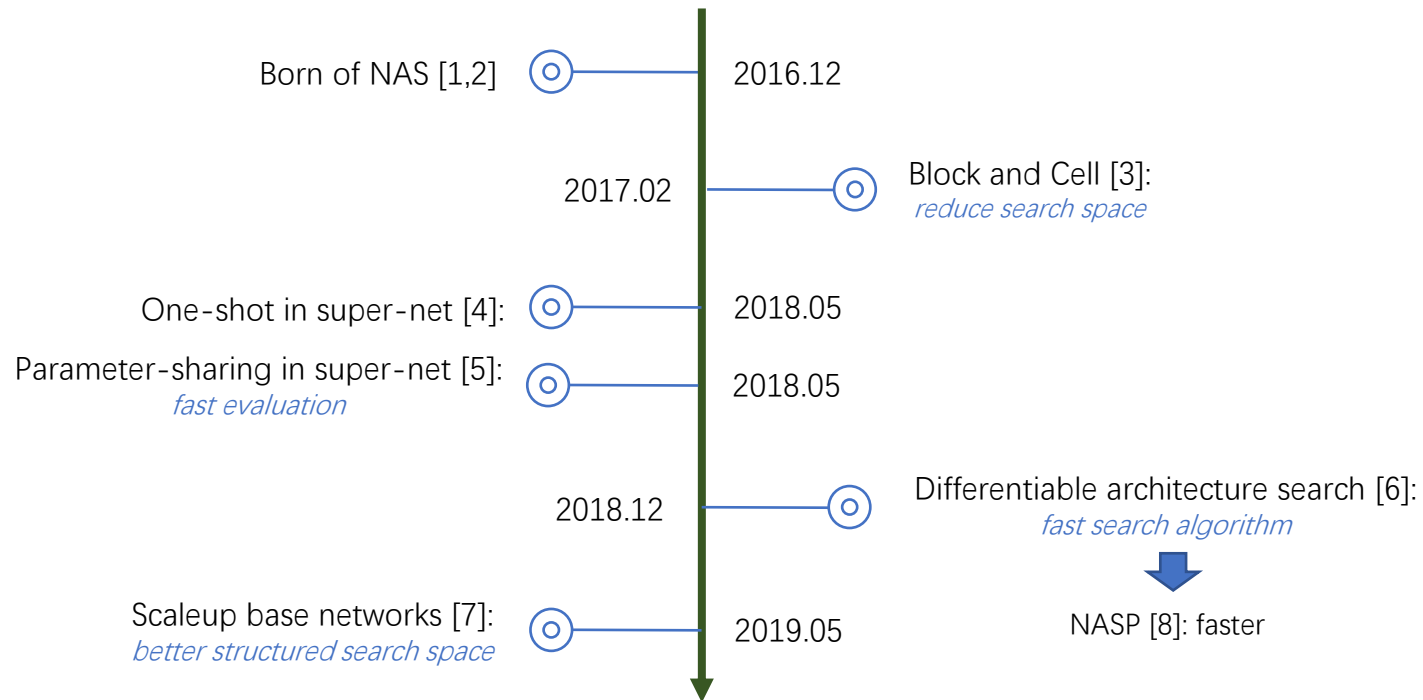 Born of NAS [1,2]
2016.12
2017.02
Block and Cell [3]:
reduce search space
One-shot in super-net [4]:
2018.05
Parameter-sharing in super-net [5]:
fast evaluation
2018.05
2018.12
Differentiable architecture search [6]:
fast search algorithm
NASP [8]: faster
Scaleup base networks [7]:
better structured search space
2019.05